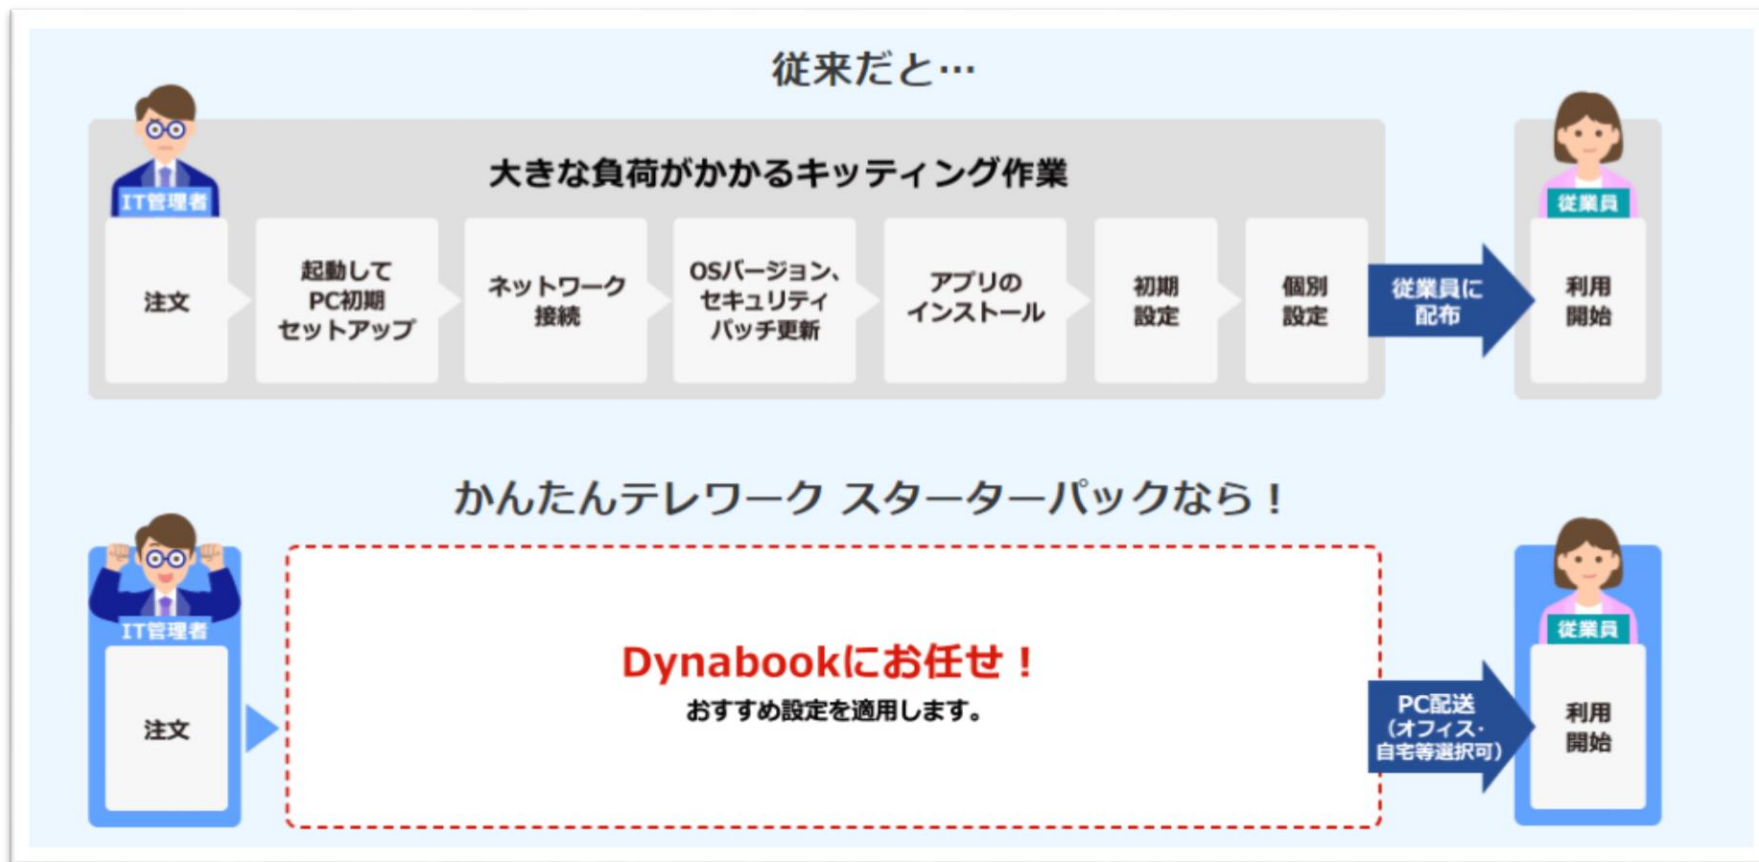 従来だと…
大きな負荷がかかるキッティング作業
IT管理者
注文
起動して
PC初期
セットアップ
ネットワーク
接続
OSバージョン、
セキュリティ
パッチ更新
アプリの
インストール
初期
設定
個別
設定
従業員に
配布
従業員
利用
開始
かんたんテレワーク スターターパックなら！
IT管理者
注文
Dynabookにお任せ！
おすすめ設定を適用します。
PC配送
（オフィス・
自宅等選択可）
従業員
利用
開始